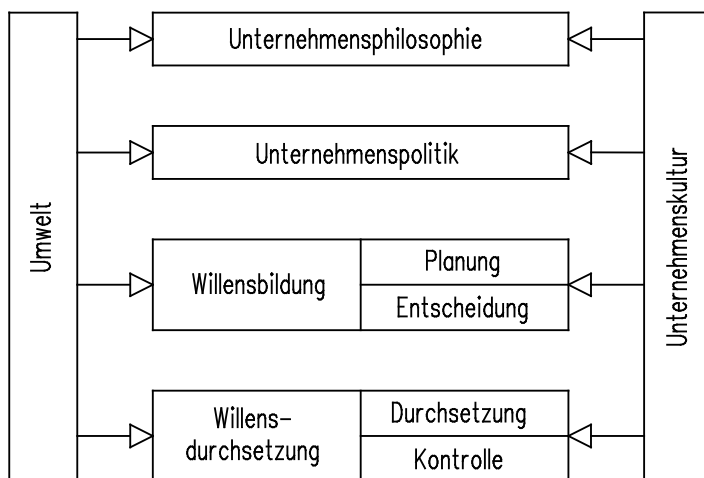 Unternehmensphilosophie
Unternehmenspolitik
Umwelt
Unternehmenskultur
Willensbildung
Planung
Entscheidung
Willens-
durchsetzung
Durchsetzung
Kontrolle